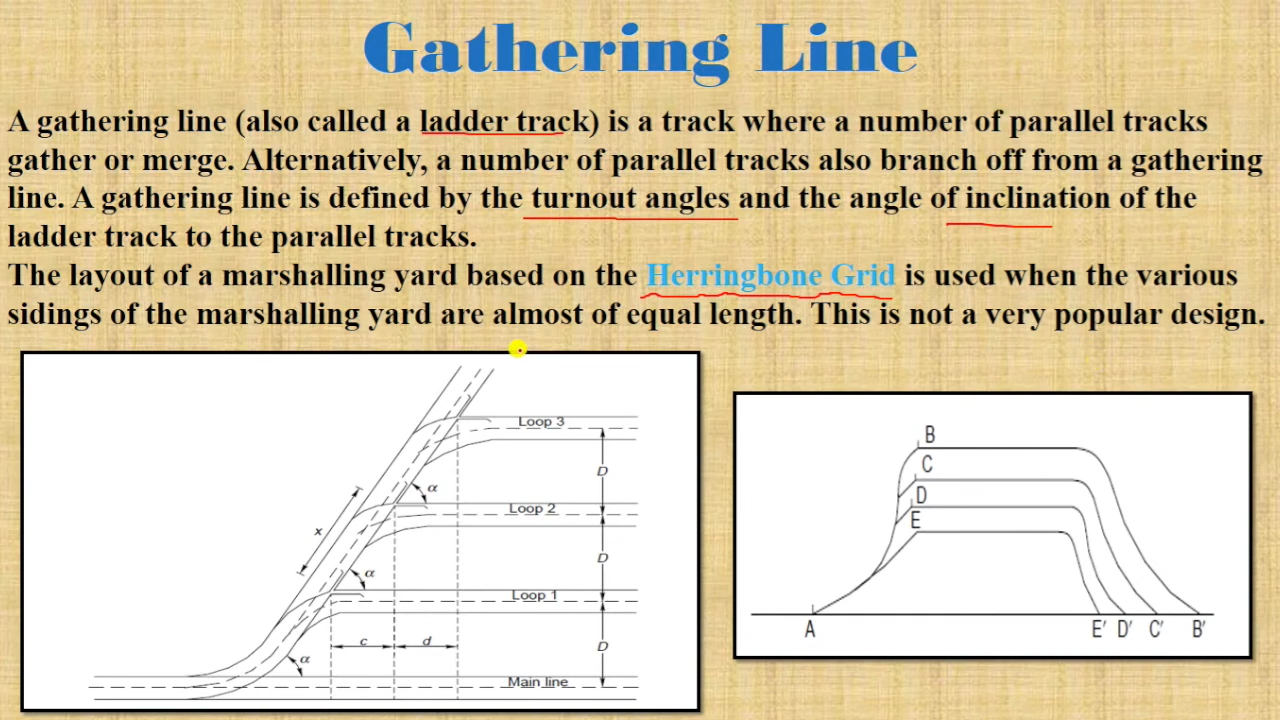 Gathering Line
A gathering line (also called a ladder track) is a track where a number of parallel tracks
gather or merge. Alternatively, a number of parallel tracks also branch off from a gathering
line. A gathering line is defined by the turnout angles and the angle of inclination of the
ladder track to the parallel tracks.
The layout of a marshalling yard based on the Herringbone Grid is used when the various
sidings of the marshalling yard are almost of equal length. This is not a very popular design.
Loop 3
D
α
Loop 2
x
D
α
Loop 1
c
d
D
α
Main line
B
C
D
E
A
E′ D′ C′ B′